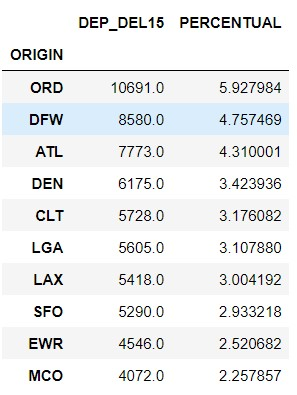 DEP_DEL15 PERCENTUAL
ORIGIN
ORD 10691.0 5.927984
DFW 8580.0 4.757469
ATL 7773.0 4.310001
DEN 6175.0 3.423936
CLT 5728.0 3.176082
LGA 5605.0 3.107880
LAX 5418.0 3.004192
SFO 5290.0 2.933218
EWR 4546.0 2.520682
MCO 4072.0 2.257857